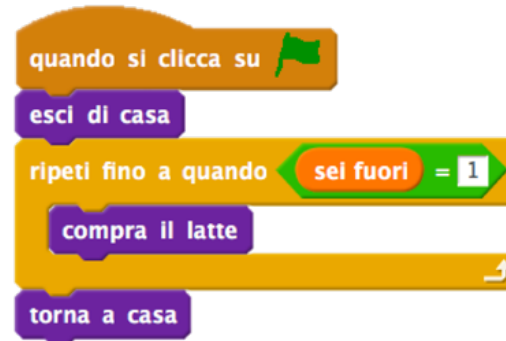 quando si clicca su
esci di casa
ripeti fino a quando sei fuori = 1
compra il latte
torna a casa